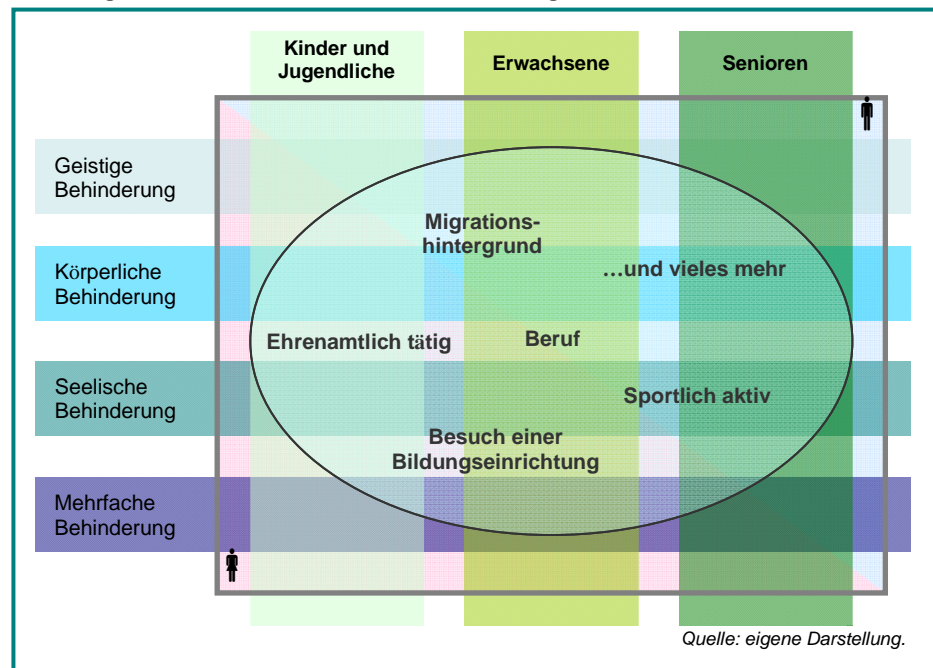 Kinder und
Jugendliche
Erwachsene
Senioren
Geistige
Behinderung
Migrations-
hintergrund
Körperliche
Behinderung
…und vieles mehr
Ehrenamtlich tätig
Beruf
Seelische
Behinderung
Sportlich aktiv
Besuch einer
Bildungseinrichtung
Mehrfache
Behinderung
Quelle: eigene Darstellung.